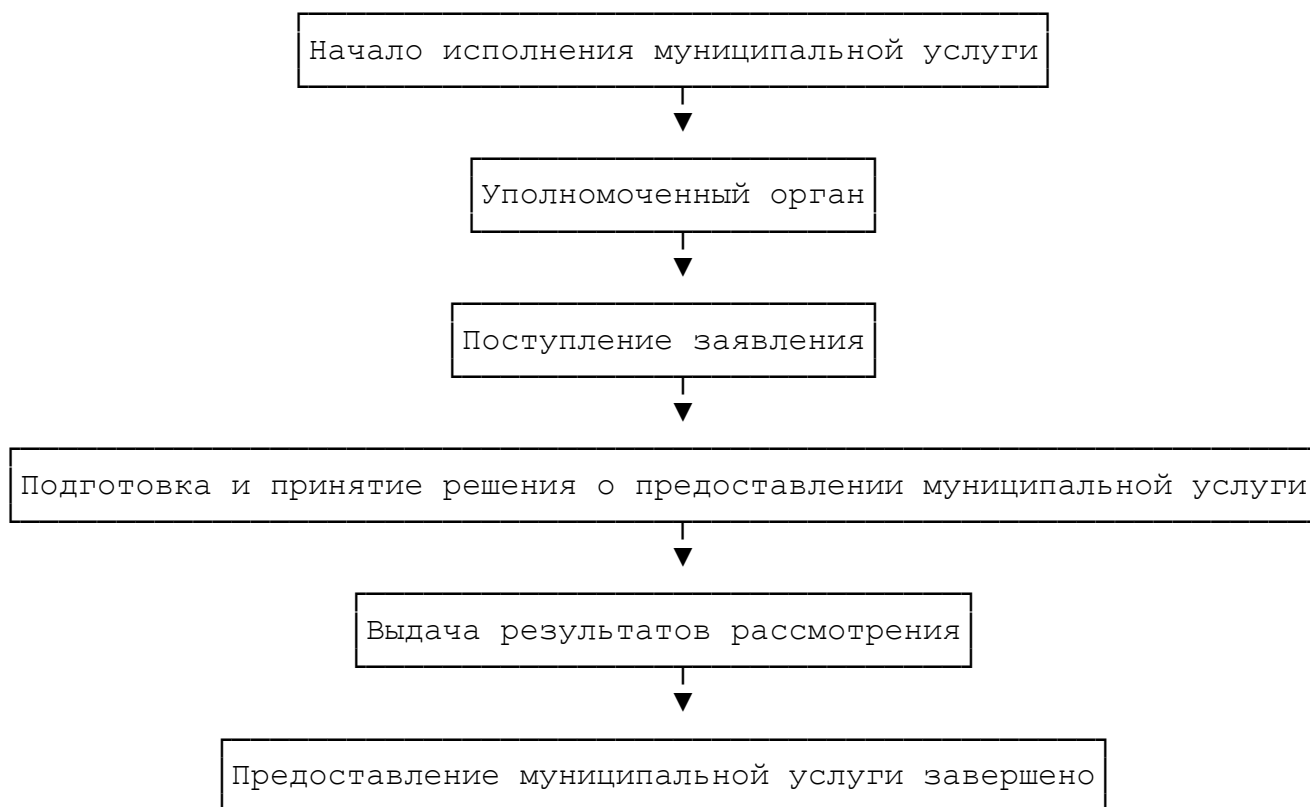 Начало исполнения муниципальной услуги
Уполномоченный орган
Поступление заявления
Подготовка и принятие решения о предоставлении муниципальной услуги
Выдача результатов рассмотрения
Предоставление муниципальной услуги завершено